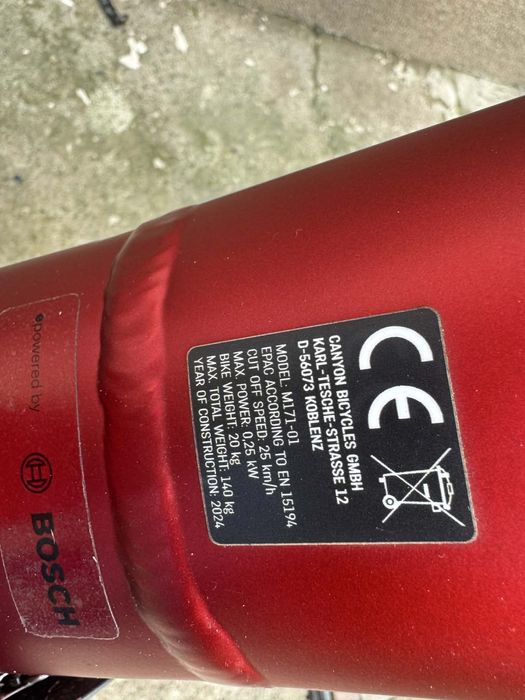 CE
CANYON BICYCLES GMBH
KARL-TESCHE-STRASSE 12
D-56073 KOBLENZ
MODEL: M171-01
EPAC ACCORDING TO EN 15194
CUT OFF SPEED: 25 km/h
MAX. POWER: 0,25 kW
BIKE WEIGHT: 20 kg
MAX. TOTAL WEIGHT: 140 kg
YEAR OF CONSTRUCTION: 2024
epowered by
BOSCH